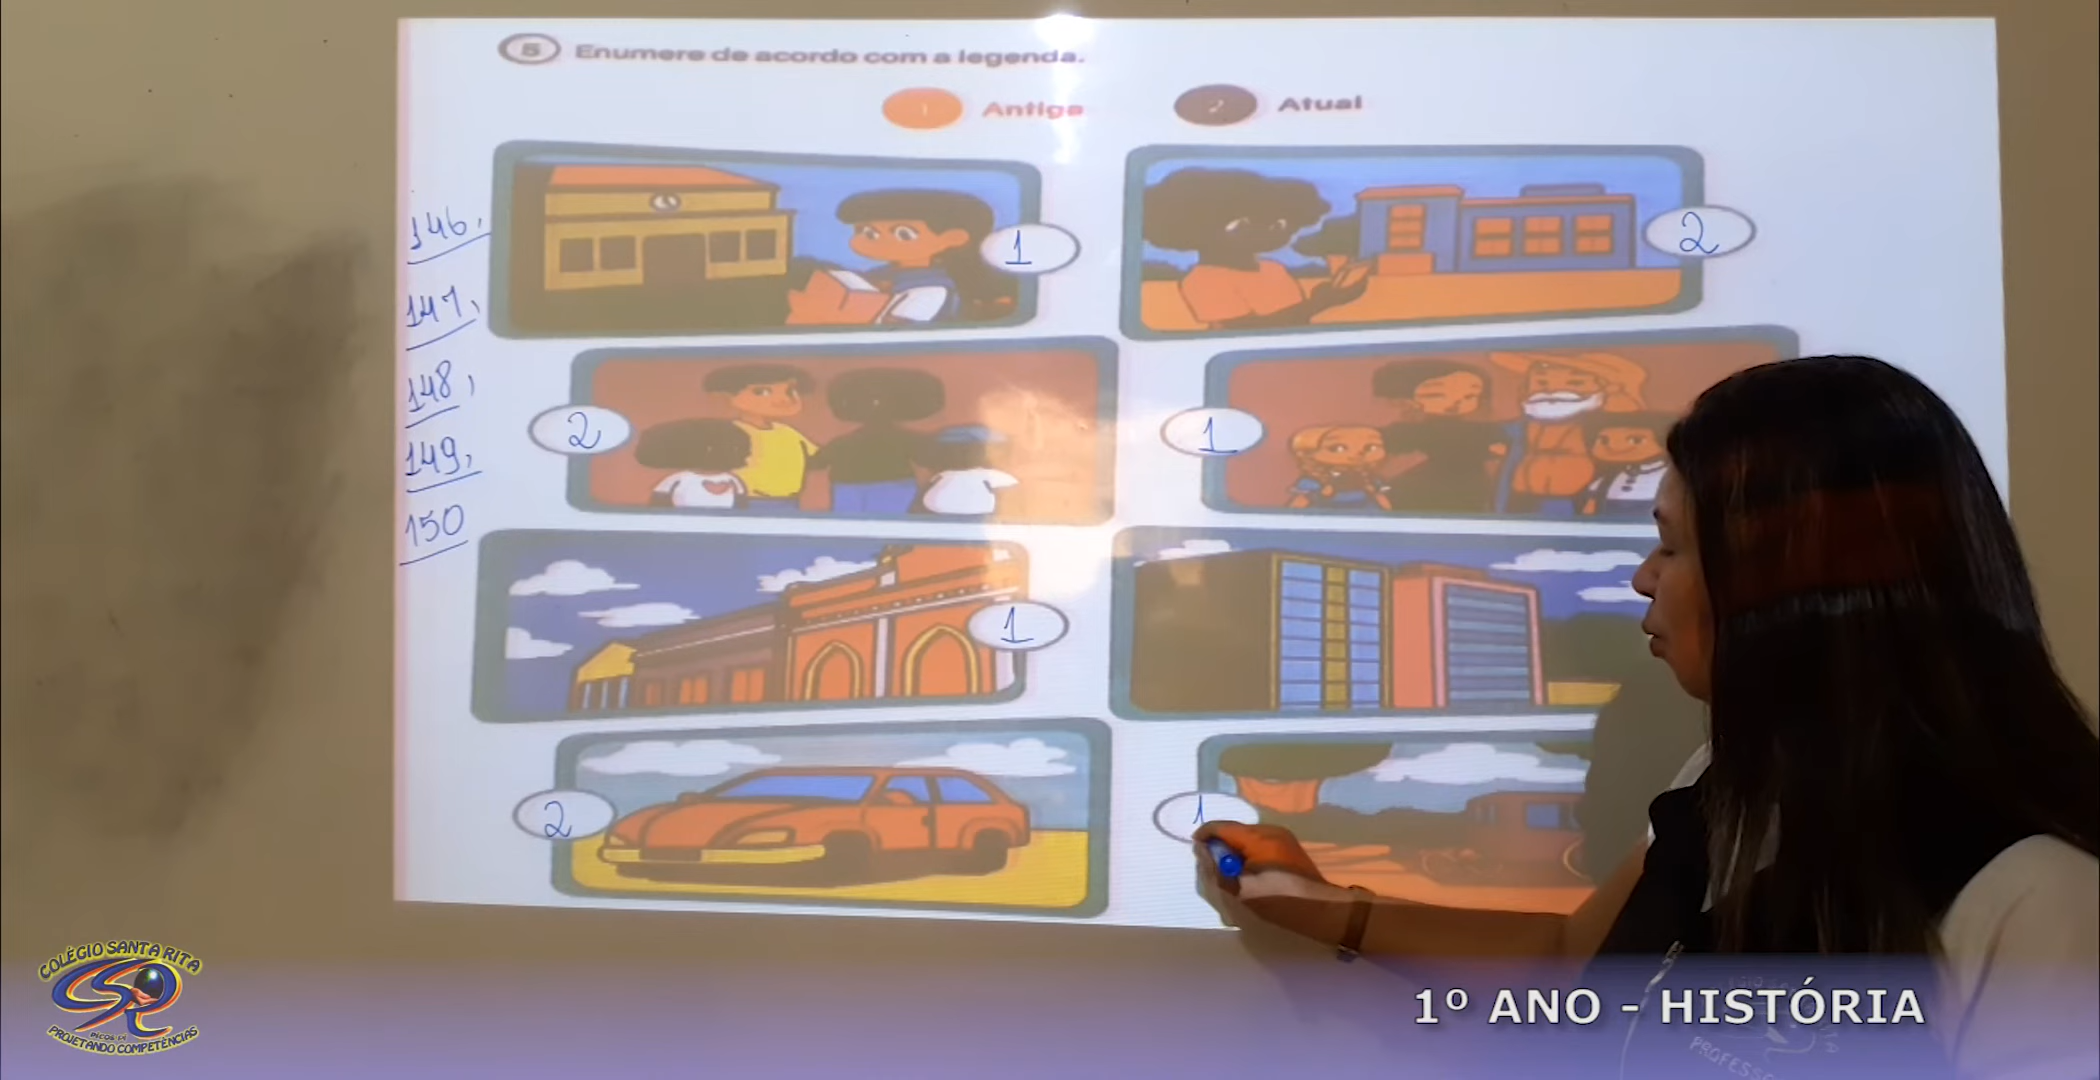 5 Enumere de acordo com a legenda.
1 Antiga 2 Atual
146,
147,
148,
149,
150
1
2
2
1
1
2
1
COLÉGIO SANTA RITA
PROJETANDO COMPETÊNCIAS
1º ANO - HISTÓRIA
PROFESSO